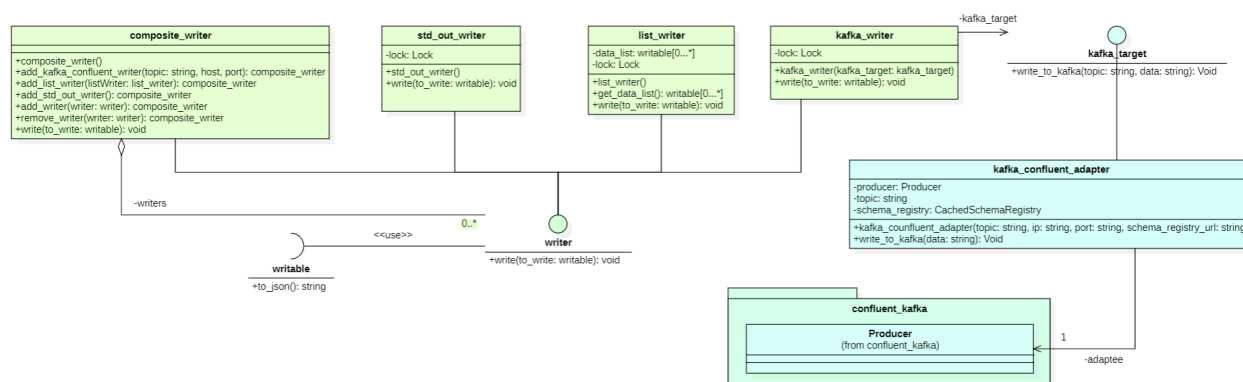 composite_writer
+composite_writer()
+add_kafka_confluent_writer(topic: string, host, port): composite_writer
+add_list_writer(listWriter: list_writer): composite_writer
+add_std_out_writer(): composite_writer
+add_writer(writer: writer): composite_writer
+remove_writer(writer: writer): composite_writer
+write(to_write: writable): void
std_out_writer
-lock: Lock
+std_out_writer()
+write(to_write: writable): void
list_writer
-data_list: writable[0...*]
-lock: Lock
+list_writer()
+get_data_list(): writable[0...*]
+write(to_write: writable): void
kafka_writer
-lock: Lock
+kafka_writer(kafka_target: kafka_target)
+write(to_write: writable): void
-kafka_target
kafka_target
+write_to_kafka(topic: string, data: string): Void
kafka_confluent_adapter
-producer: Producer
-topic: string
-schema_registry: CachedSchemaRegistry
+kafka_counfluent_adapter(topic: string, ip: string, port: string, schema_registry_url: string
+write_to_kafka(data: string): Void
-writers
0..*
<<use>>
writer
+write(to_write: writable): void
writable
+to_json(): string
confluent_kafka
Producer
(from confluent_kafka)
1
-adaptee